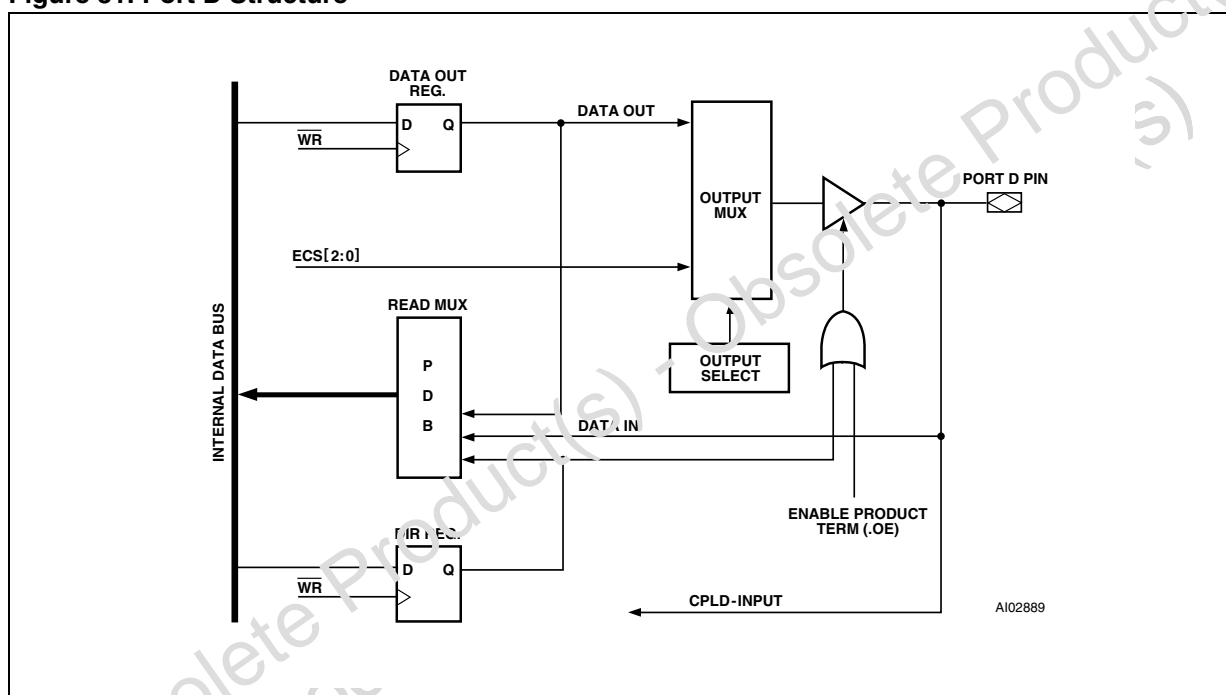 Figure 31. Port D Structure
DATA OUT
REG.
D Q
WR
DATA OUT
ECS[2:0]
OUTPUT
MUX
PORT D PIN
READ MUX
P
D
B
OUTPUT
SELECT
DATA IN
INTERNAL DATA BUS
ENABLE PRODUCT
TERM (.OE)
DIR REG.
D Q
WR
CPLD-INPUT
AI02889
Obsolete Product(s) - Obsolete Product(s)